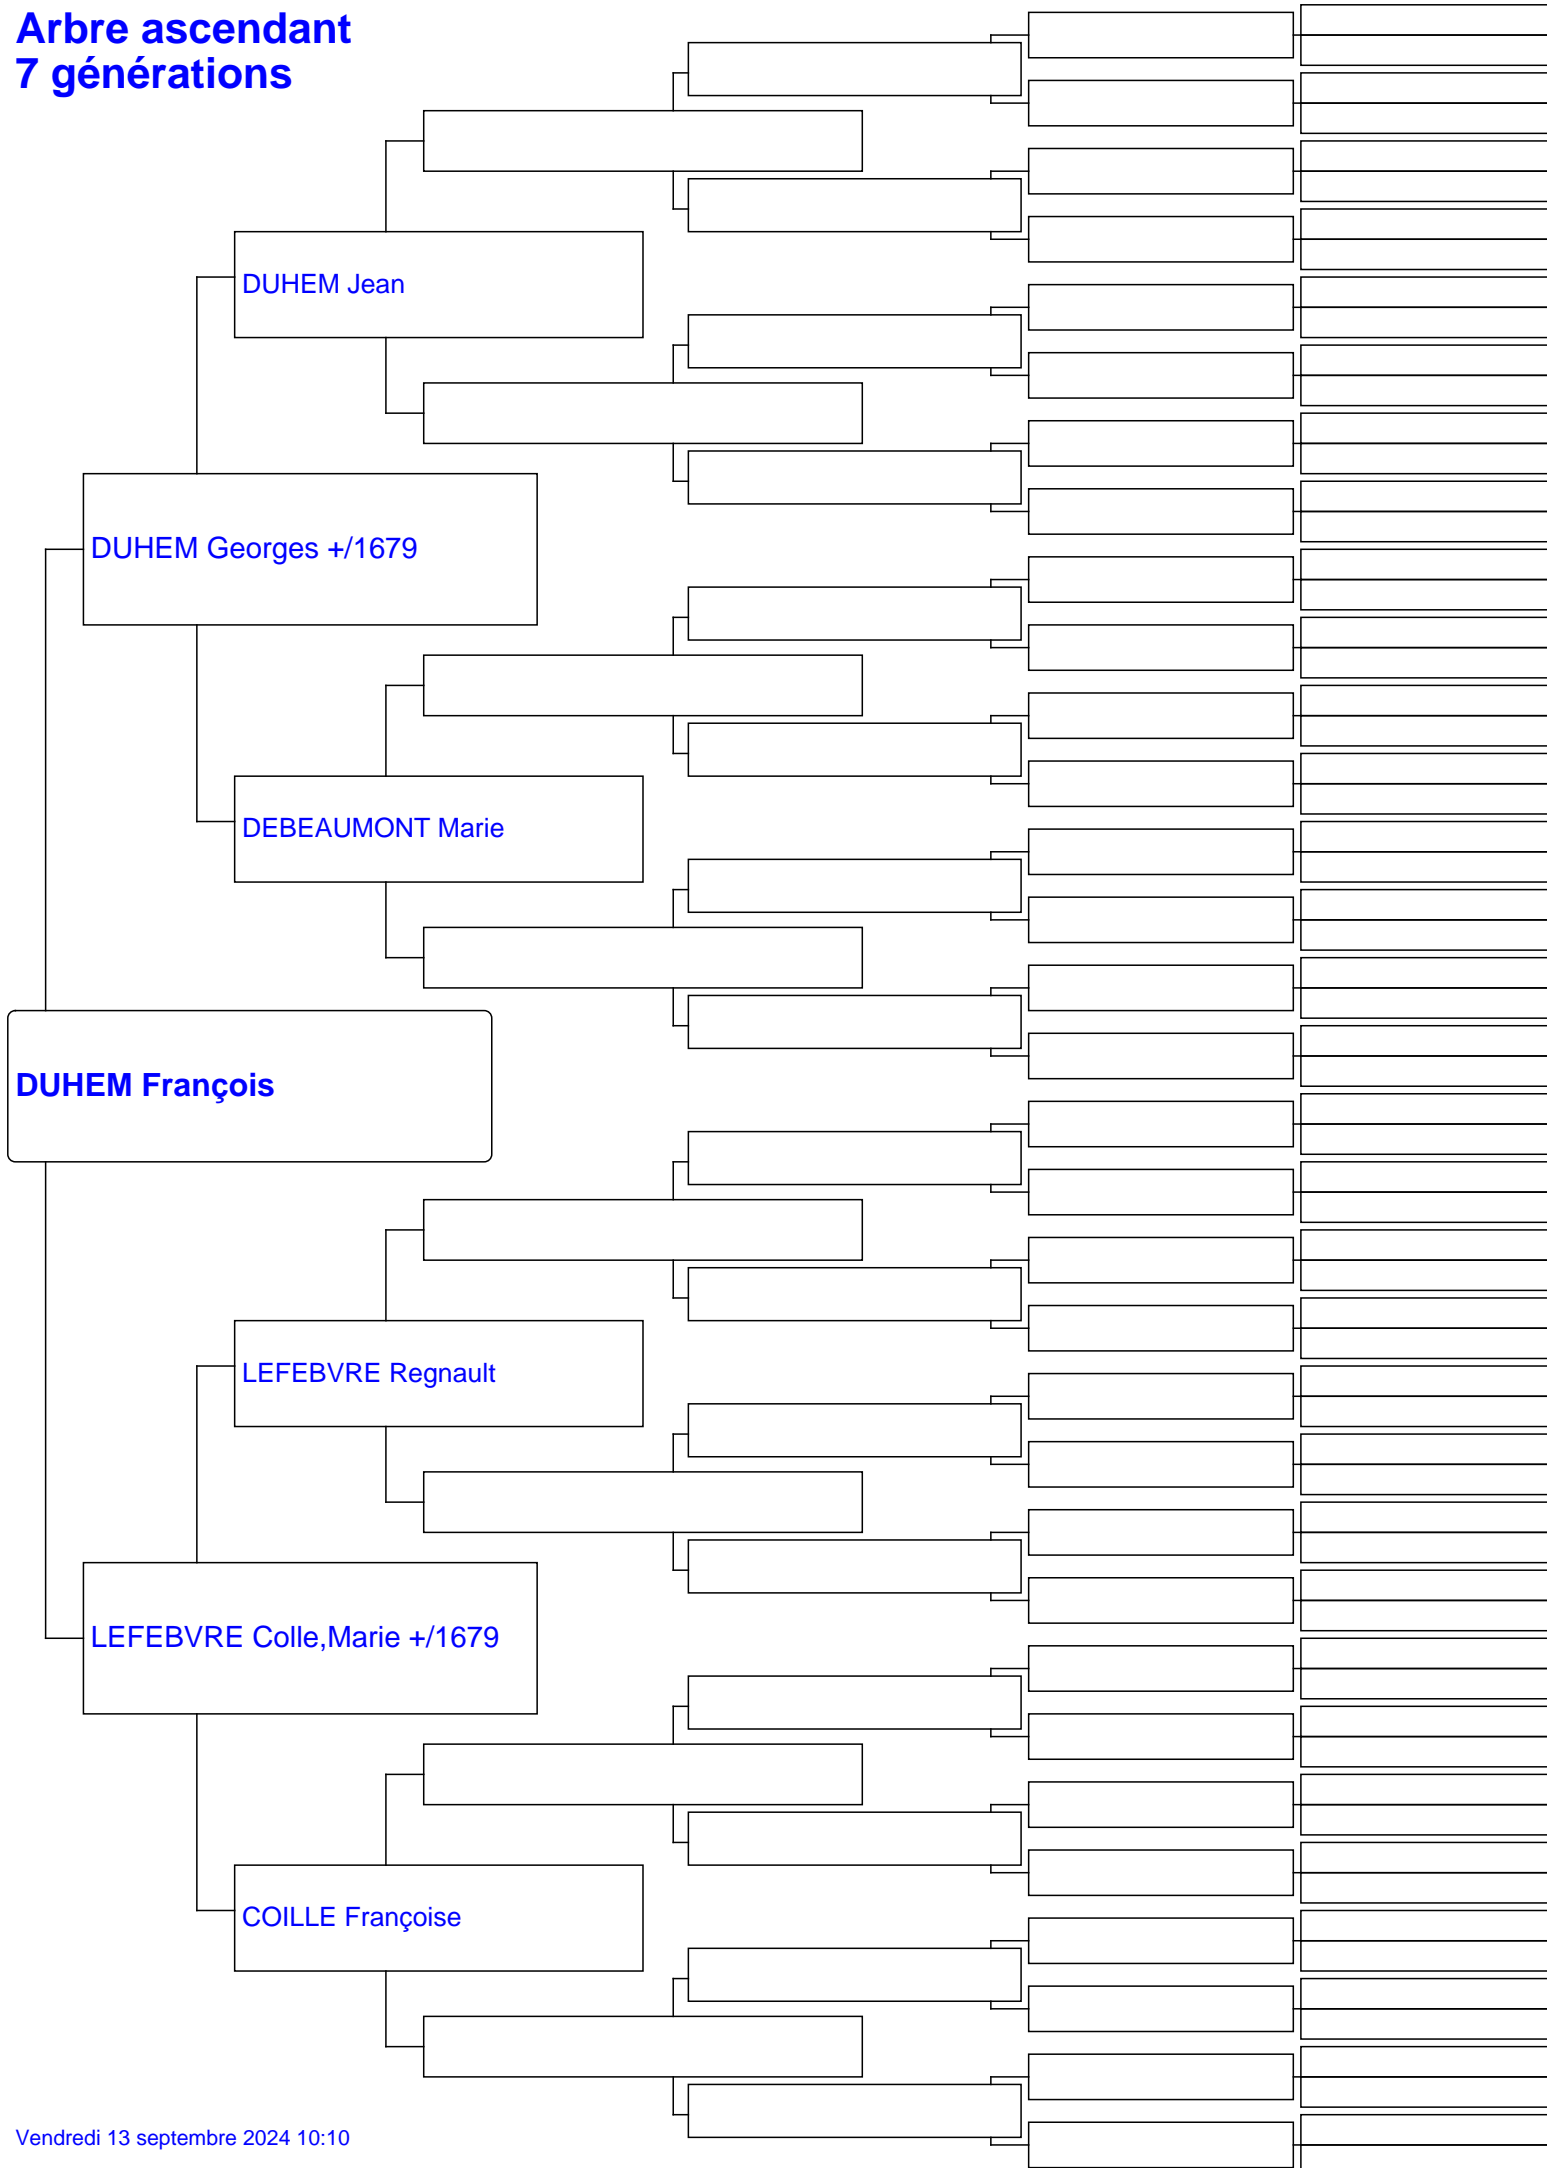 Arbre ascendant
7 générations
DUHEM Jean
DUHEM Georges +/1679
DEBEAUMONT Marie
DUHEM François
LEFEBVRE Regnault
LEFEBVRE Colle,Marie +/1679
COILLE Françoise
Vendredi 13 septembre 2024 10:10